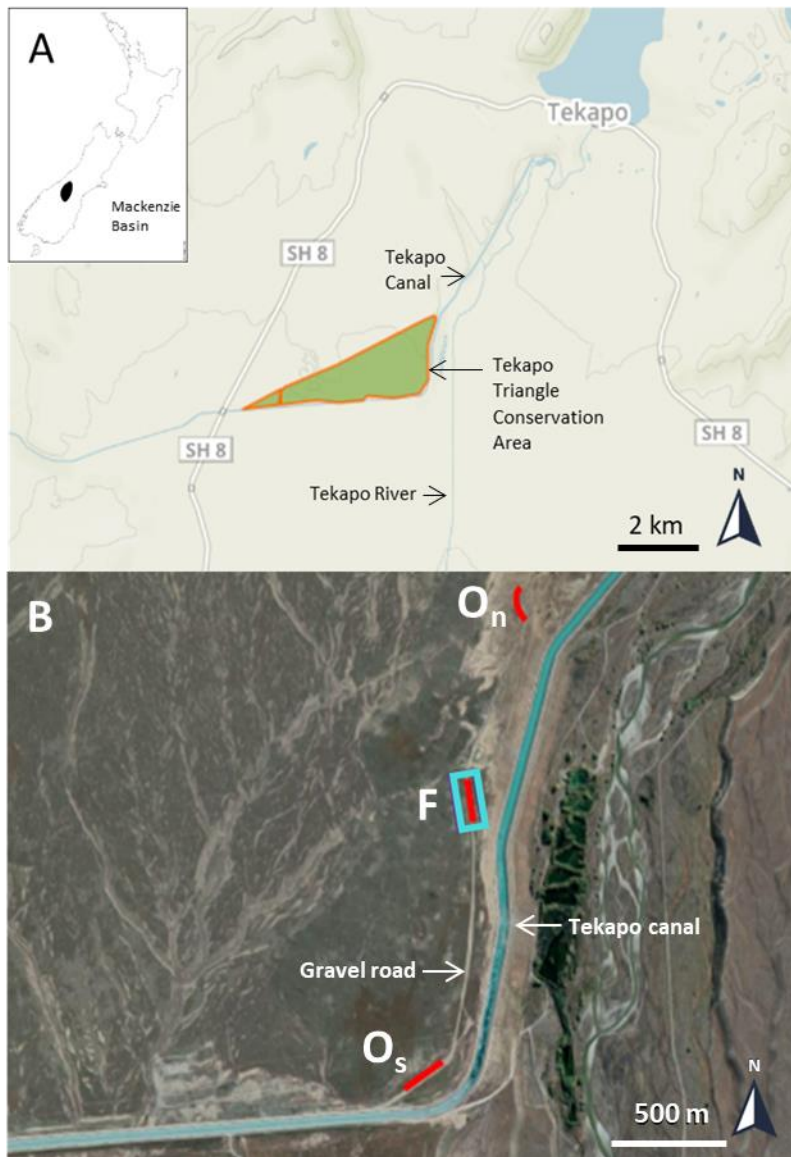 A
Mackenzie
Basin
Tekapo
SH 8
Tekapo
Canal
Tekapo
Triangle
Conservation
Area
SH 8
SH 8
Tekapo River
N
2 km
B
On
F
Tekapo canal
Gravel road
Os
N
500 m